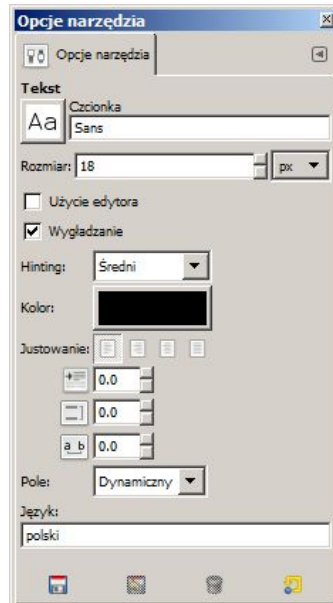 Opcje narzędzia
Opcje narzędzia
Tekst
Aa
Czcionka
Sans
Rozmiar: 18 px
Użycie edytora
Wygładzanie
Hinting: Średni
Kolor:
Justowanie:
0.0
0.0
a b 0.0
Pole: Dynamiczny
Język:
polski